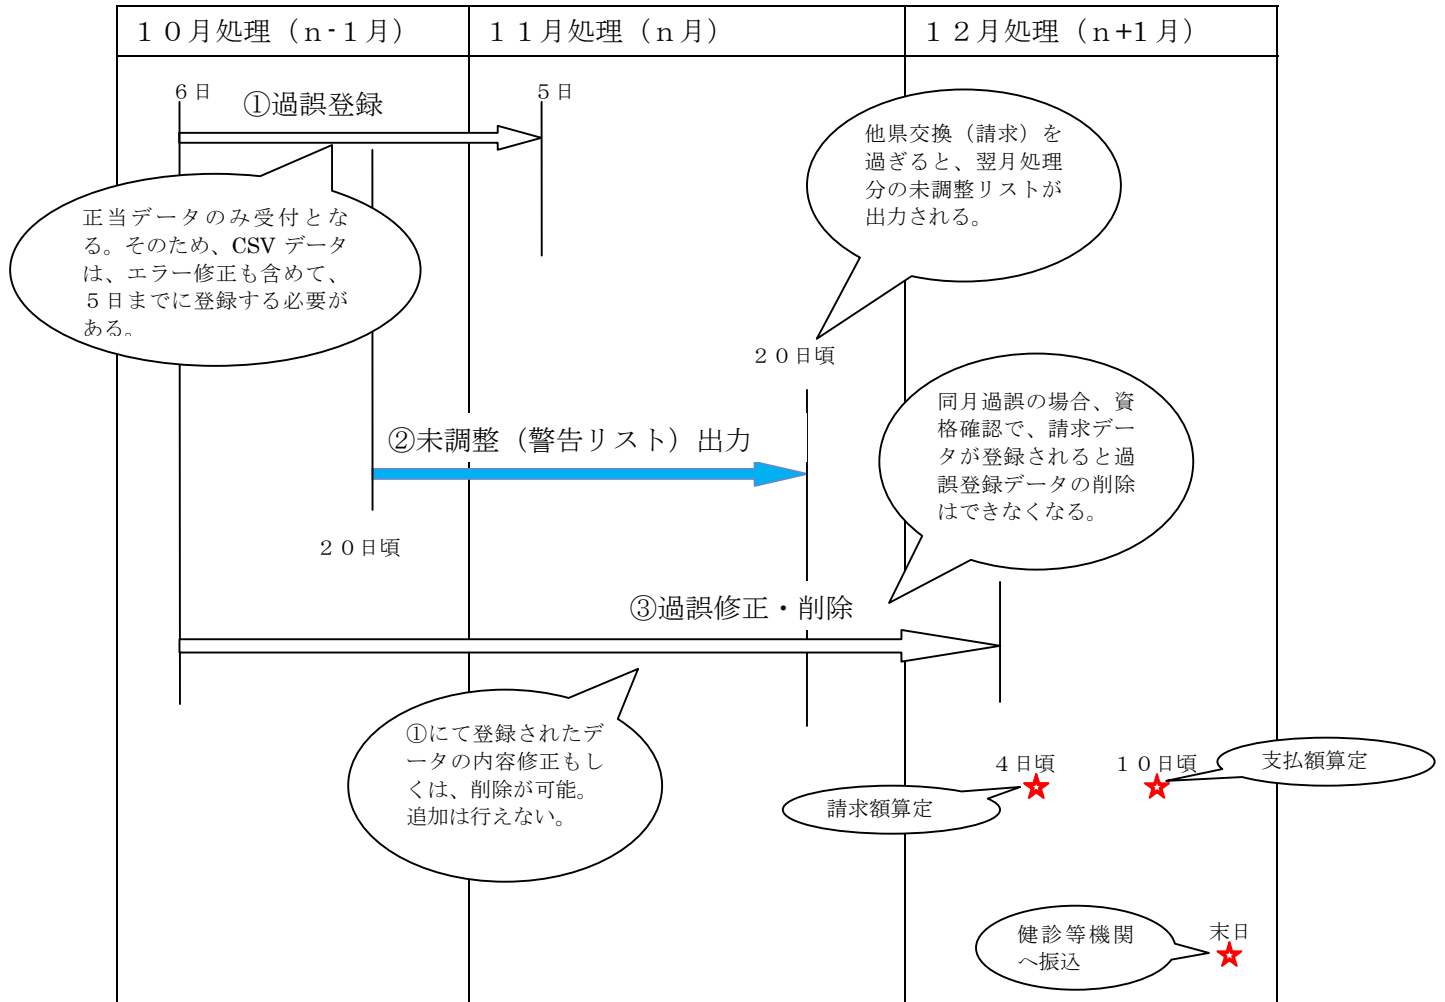 １０月処理（ｎ-１月）
１１月処理（ｎ月）
１２月処理（ｎ+1月）
６日
①過誤登録
５日
他県交換（請求）を
過ぎると、翌月処理
分の未調整リストが
出力される。
正当データのみ受付とな
る。そのため、CSV データ
は、エラー修正も含めて、
５日までに登録する必要が
ある。
２０日頃
同月過誤の場合、資
格確認で、請求デー
タが登録されると過
誤登録データの削除
はできなくなる。
②未調整（警告リスト）出力
２０日頃
③過誤修正・削除
①にて登録されたデ
ータの内容修正もし
くは、削除が可能。
追加は行えない。
４日頃
１０日頃
支払額算定
請求額算定
健診等機関
へ振込
末日